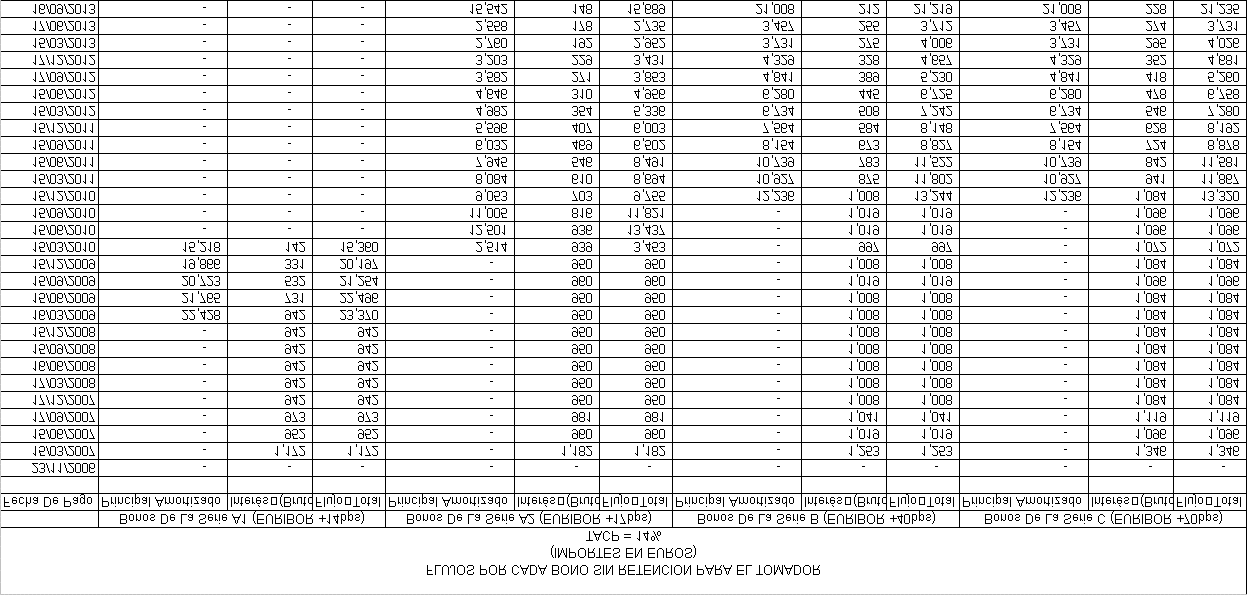 FLUJOS POR CADA BONO SIN RETENCION PARA EL TOMADOR
(IMPORTES EN EUROS)
TACP = 14%
Bonos De La Serie A1 (EURIBOR +14bps) Bonos De La Serie A2 (EURIBOR +17bps) Bonos De La Serie B (EURIBOR +40bps) Bonos De La Serie C (EURIBOR +70bps)
Fecha De Pago Principal Amortizado Interés□(Bruto Flujo□Total Principal Amortizado Interés□(Bruto Flujo□Total Principal Amortizado Interés□(Bruto Flujo□Total Principal Amortizado Interés□(Bruto Flujo□Total
23/11/2006 - - - - - - - - - - - -
15/03/2007 - 1,172 1,172 - 1,182 1,182 - 1,253 1,253 - 1,346 1,346
15/06/2007 - 952 952 - 960 960 - 1,019 1,019 - 1,096 1,096
17/09/2007 - 973 973 - 981 981 - 1,041 1,041 - 1,119 1,119
17/12/2007 - 942 942 - 950 950 - 1,008 1,008 - 1,084 1,084
17/03/2008 - 942 942 - 950 950 - 1,008 1,008 - 1,084 1,084
16/06/2008 - 942 942 - 950 950 - 1,008 1,008 - 1,084 1,084
15/09/2008 - 942 942 - 950 950 - 1,008 1,008 - 1,084 1,084
15/12/2008 - 942 942 - 950 950 - 1,008 1,008 - 1,084 1,084
16/03/2009 22,428 942 23,370 - 950 950 - 1,008 1,008 - 1,084 1,084
15/06/2009 21,765 731 22,496 - 950 950 - 1,008 1,008 - 1,084 1,084
15/09/2009 20,723 532 21,254 - 960 960 - 1,019 1,019 - 1,096 1,096
15/12/2009 19,866 331 20,197 - 950 950 - 1,008 1,008 - 1,084 1,084
15/03/2010 15,218 142 15,360 2,514 939 3,453 - 997 997 - 1,072 1,072
15/06/2010 - - - 12,501 936 13,437 - 1,019 1,019 - 1,096 1,096
15/09/2010 - - - 11,005 816 11,821 - 1,019 1,019 - 1,096 1,096
15/12/2010 - - - 9,053 703 9,755 12,236 1,008 13,244 12,236 1,084 13,320
15/03/2011 - - - 8,084 610 8,694 10,927 875 11,802 10,927 941 11,867
15/06/2011 - - - 7,945 546 8,491 10,739 783 11,522 10,739 842 11,581
15/09/2011 - - - 6,032 469 6,502 8,154 673 8,827 8,154 724 8,878
15/12/2011 - - - 5,596 407 6,003 7,564 584 8,148 7,564 628 8,192
15/03/2012 - - - 4,982 354 5,336 6,734 508 7,242 6,734 546 7,280
15/06/2012 - - - 4,646 310 4,956 6,280 445 6,725 6,280 478 6,758
17/09/2012 - - - 3,582 271 3,853 4,841 389 5,230 4,841 418 5,260
17/12/2012 - - - 3,203 229 3,431 4,329 328 4,657 4,329 352 4,681
15/03/2013 - - - 2,760 192 2,952 3,731 275 4,006 3,731 295 4,026
17/06/2013 - - - 2,558 178 2,735 3,457 255 3,712 3,457 274 3,731
16/09/2013 - - - 15,542 148 15,689 21,008 212 21,219 21,008 228 21,235